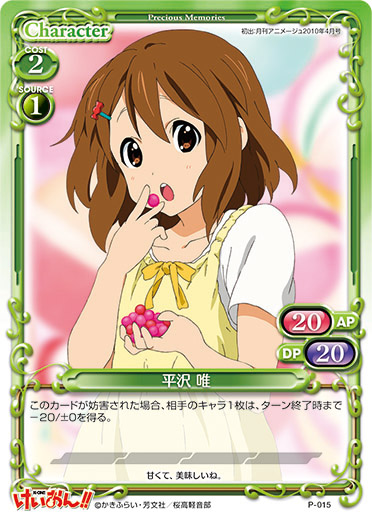 Precious Memories
Character
初出:月刊アニメージュ2010年4月号
COST
2
SOURCE
1
20 AP
DP 20
平沢 唯
このカードが妨害された場合、相手のキャラ1枚は、ターン終了時まで
－20/±0を得る。
甘くて、美味しいね。
K-ON!!
けいおん!!
©かきふらい・芳文社／桜高軽音部
P-015